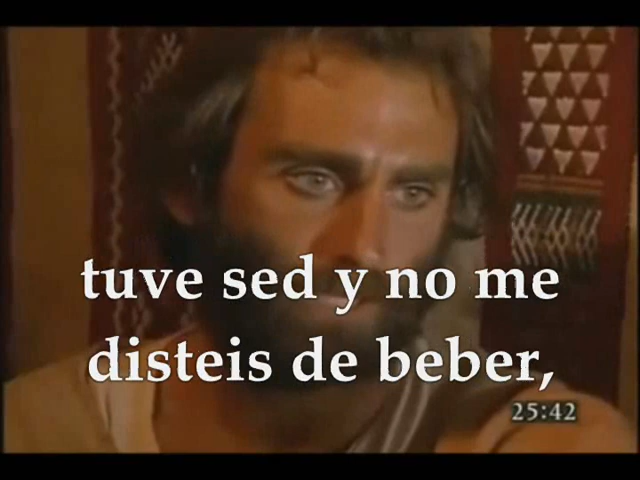 tuve sed y no me
disteis de beber,
25:42